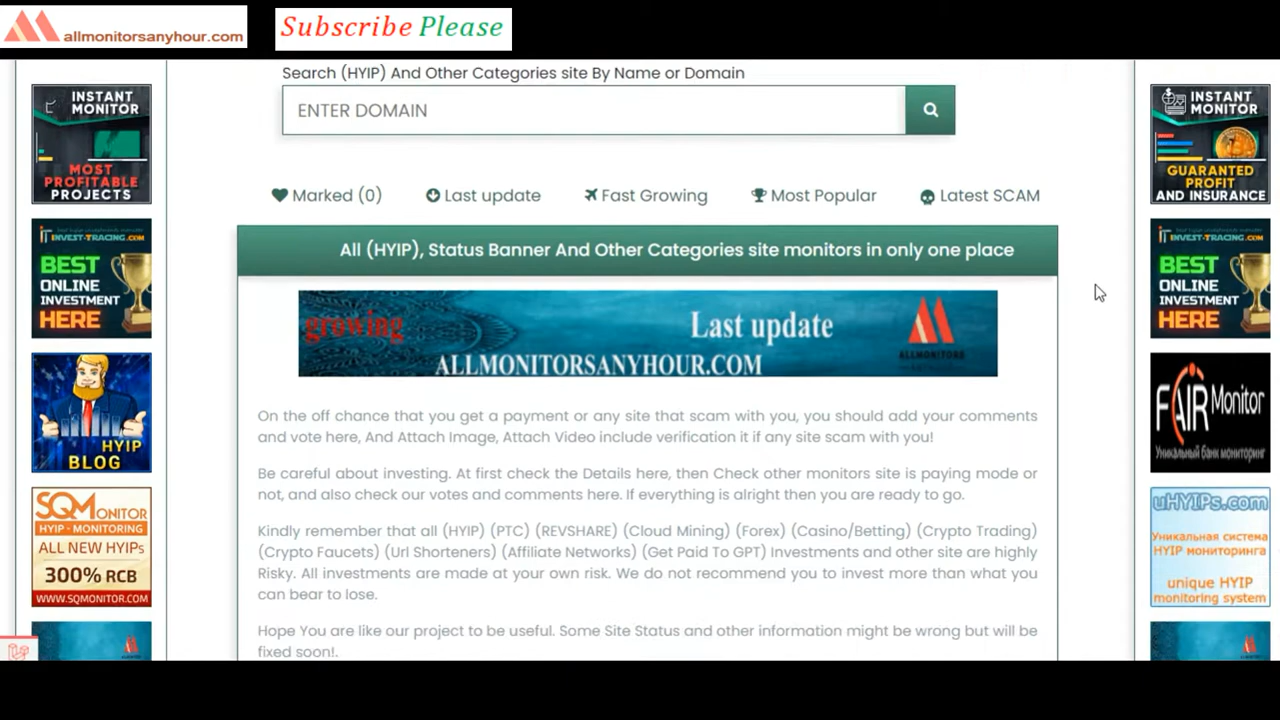 allmonitorsanyhour.com
Subscribe Please
Search (HYIP) And Other Categories site By Name or Domain
ENTER DOMAIN
Marked (0) Last update Fast Growing Most Popular Latest SCAM
All (HYIP), Status Banner And Other Categories site monitors in only one place
growing Last update
ALLMONITORSANYHOUR.COM
ALLMONITORS
On the off chance that you get a payment or any site that scam with you, you should add your comments
and vote here, And Attach Image, Attach Video include verification it if any site scam with you!
Be careful about investing. At first check the Details here, then Check other monitors site is paying mode or
not, and also check our votes and comments here. If everything is alright then you are ready to go.
Kindly remember that all (HYIP) (PTC) (REVSHARE) (Cloud Mining) (Forex) (Casino/Betting) (Crypto Trading)
(Crypto Faucets) (Url Shorteners) (Affiliate Networks) (Get Paid To GPT) Investments and other site are highly
Risky. All investments are made at your own risk. We do not recommend you to invest more than what you
can bear to lose.
Hope You are like our project to be useful. Some Site Status and other information might be wrong but will be
fixed soon!.
INSTANT
MONITOR
MOST
PROFITABLE
PROJECTS
INVEST-TRACING.COM
BEST
ONLINE
INVESTMENT
HERE
HYIP
BLOG
SQMONITOR
HYIP - MONITORING
ALL NEW HYIPs
300% RCB
WWW.SQMONITOR.COM
INSTANT
MONITOR
GUARANTED
PROFIT
AND INSURANCE
INVEST-TRACING.COM
BEST
ONLINE
INVESTMENT
HERE
FAIR Monitor
Уникальный банк мониторинг
uHYIPs.com
Уникальная система
HYIP мониторинга
unique HYIP
monitoring system